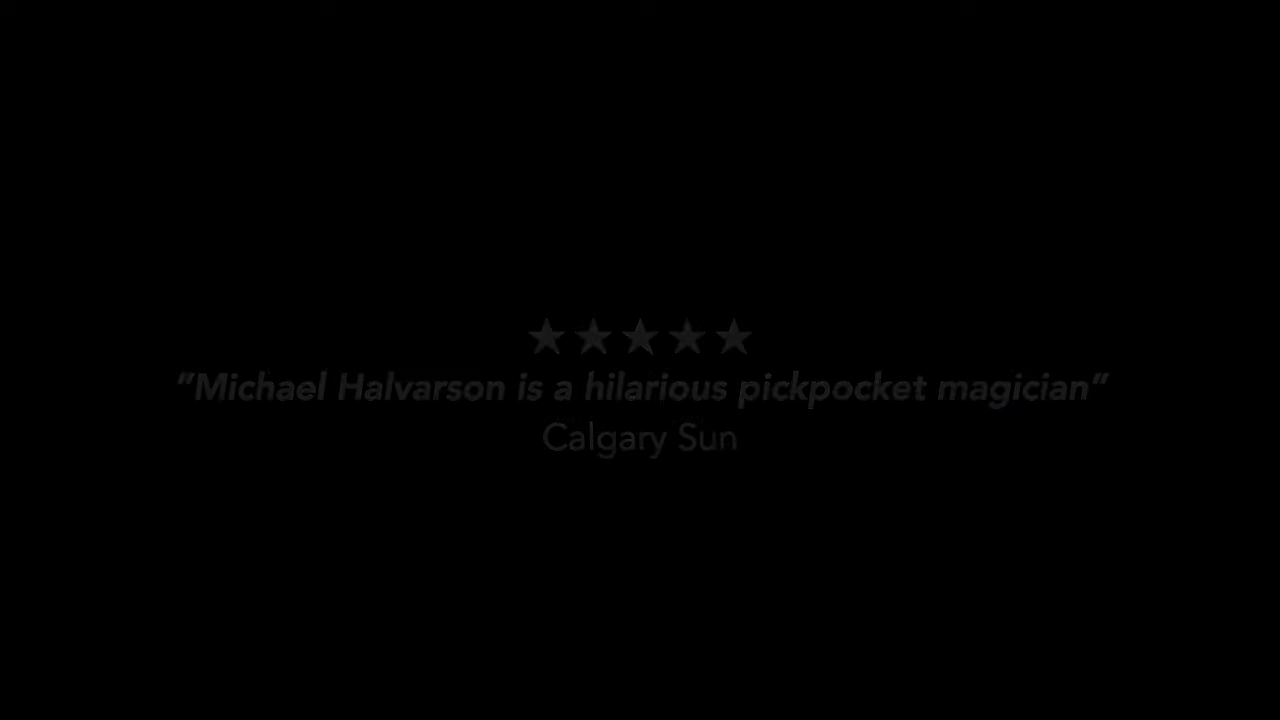 ★★★★★
"Michael Halvarson is a hilarious pickpocket magician"
Calgary Sun